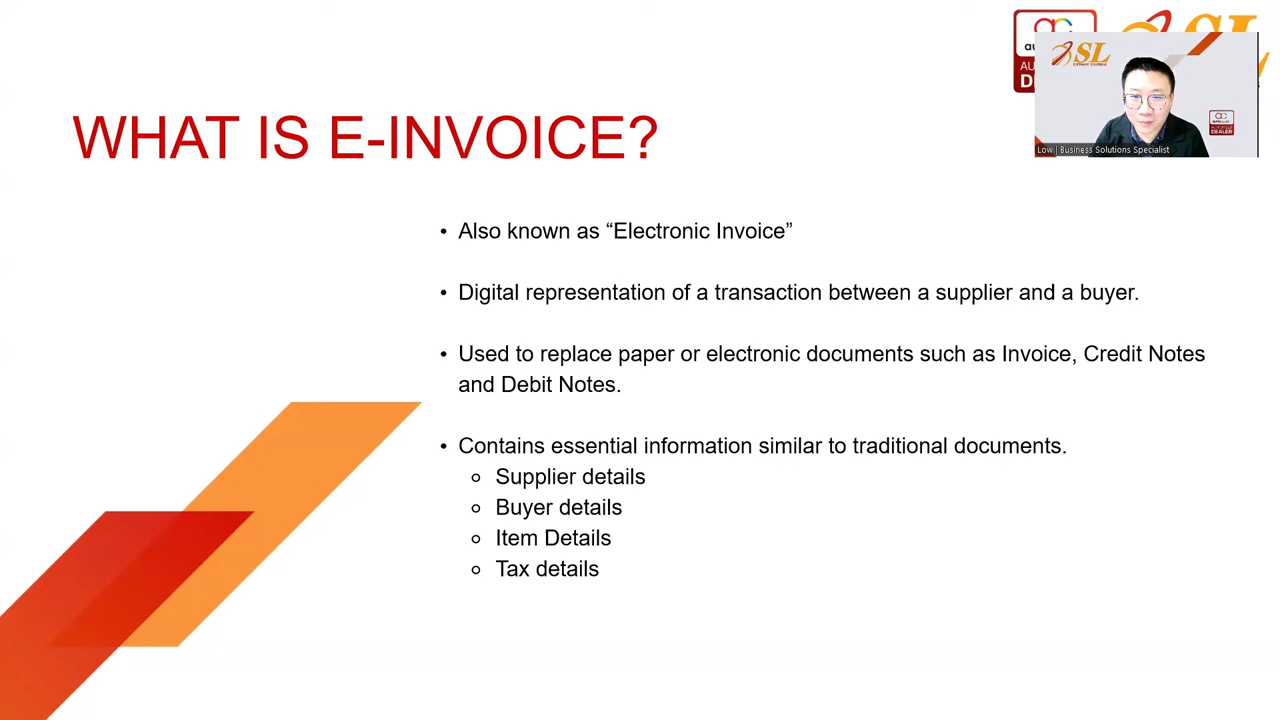 WHAT IS E-INVOICE?
SL
Low | Business Solutions Specialist
DEALER
• Also known as “Electronic Invoice”
• Digital representation of a transaction between a supplier and a buyer.
• Used to replace paper or electronic documents such as Invoice, Credit Notes
and Debit Notes.
• Contains essential information similar to traditional documents.
○ Supplier details
○ Buyer details
○ Item Details
○ Tax details